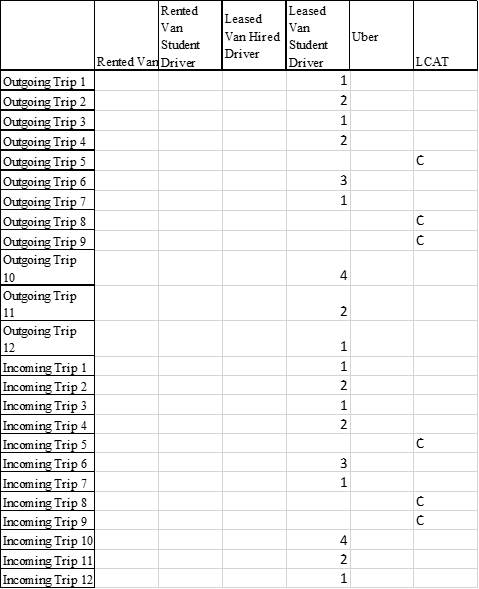 Rented Van
Rented Van Student Driver
Leased Van Hired Driver
Leased Van Student Driver
Uber
LCAT
Outgoing Trip 1 1
Outgoing Trip 2 2
Outgoing Trip 3 1
Outgoing Trip 4 2
Outgoing Trip 5 C
Outgoing Trip 6 3
Outgoing Trip 7 1
Outgoing Trip 8 C
Outgoing Trip 9 C
Outgoing Trip
10 4
Outgoing Trip
11 2
Outgoing Trip
12 1
Incoming Trip 1 1
Incoming Trip 2 2
Incoming Trip 3 1
Incoming Trip 4 2
Incoming Trip 5 C
Incoming Trip 6 3
Incoming Trip 7 1
Incoming Trip 8 C
Incoming Trip 9 C
Incoming Trip 10 4
Incoming Trip 11 2
Incoming Trip 12 1